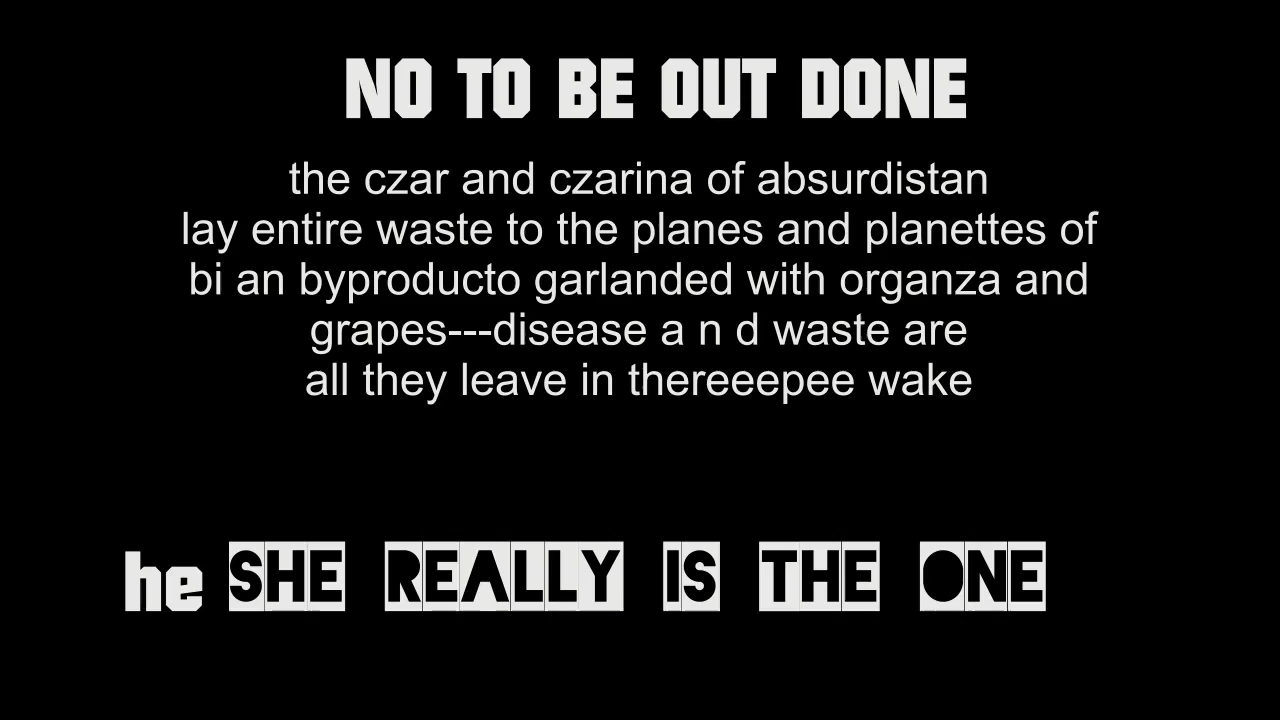 NO TO BE OUT DONE
the czar and czarina of absurdistan
lay entire waste to the planes and planettes of
bi an byproducto garlanded with organza and
grapes---disease a n d waste are
all they leave in thereeepee wake
he SHE REALLY IS THE ONE